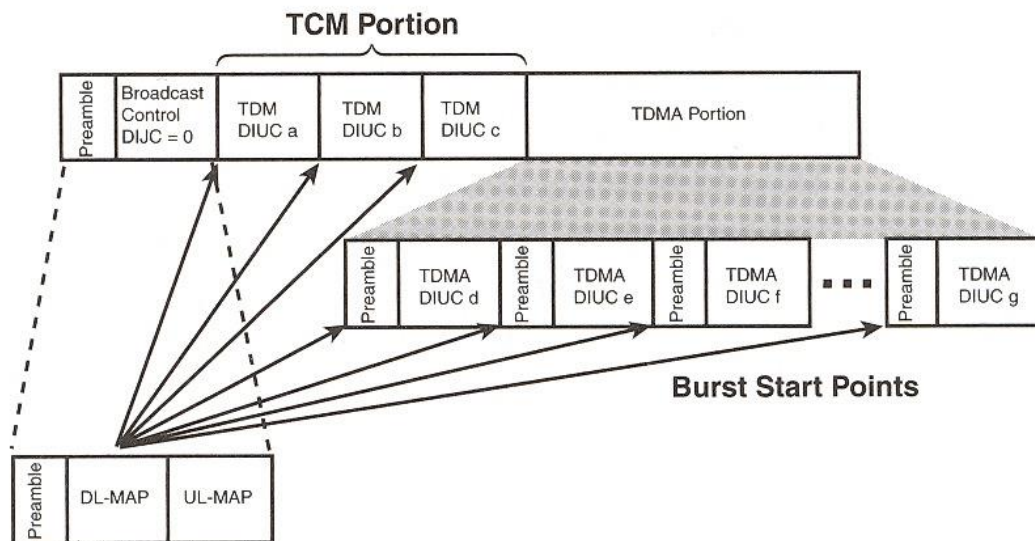 TCM Portion
Preamble
Broadcast
Control
DIJC = 0
TDM
DIUC a
TDM
DIUC b
TDM
DIUC c
TDMA Portion
Preamble
TDMA
DIUC d
Preamble
TDMA
DIUC e
Preamble
TDMA
DIUC f
Preamble
TDMA
DIUC g
Burst Start Points
Preamble
DL-MAP
UL-MAP